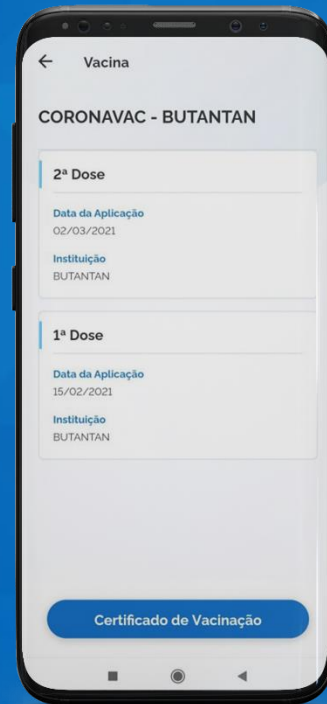 Vacina
CORONAVAC - BUTANTAN
2ª Dose
Data da Aplicação
02/03/2021
Instituição
BUTANTAN
1ª Dose
Data da Aplicação
15/02/2021
Instituição
BUTANTAN
Certificado de Vacinação